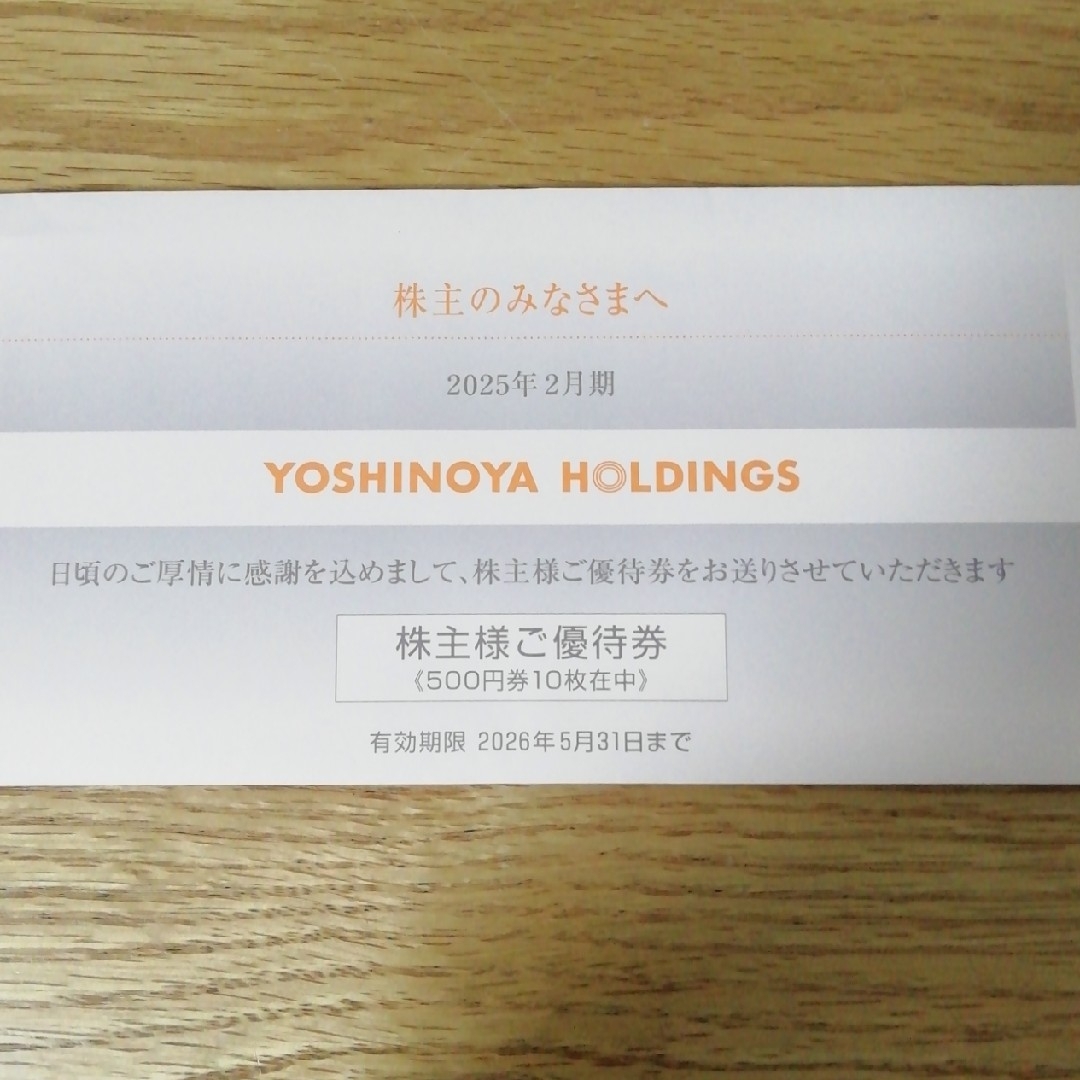 株主のみなさまへ
2025年2月期
YOSHINOYA HOLDINGS
日頃のご厚情に感謝を込めまして、株主様ご優待券をお送りさせていただきます
株主様ご優待券
《500円券10枚在中》
有効期限 2026年5月31日まで